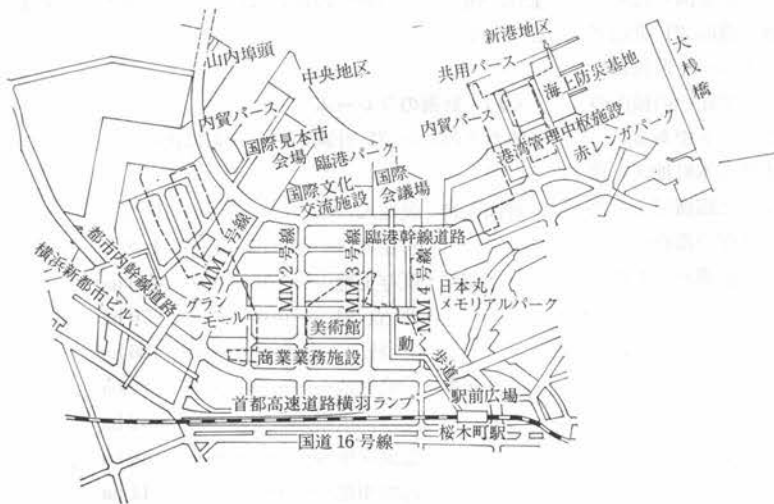 山内埠頭
中央地区
新港地区
共用バース
大桟橋
海上防災基地
内貿バース
内貿バース
港湾管理中枢施設
国際見本市
会場
臨港パーク
赤レンガパーク
国際文化
交流施設
国際
会議場
臨港幹線道路
MM1号線
MM2号線
MM3号線
MM4号線
都市内幹線道路
横浜新都市ビル
グラン
モール
日本丸
メモリアルパーク
美術館
動く歩道
商業業務施設
首都高速道路横羽ランプ
駅前広場
桜木町駅
国道16号線